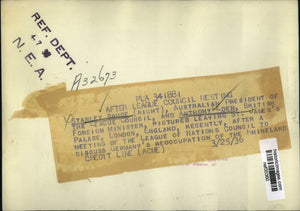 REF. DEPT.
47
N. E. A.
A32673
PLA 341881
AFTER LEAGUE COUNCIL MEETING
STANLEY BRUCE (RIGHT), AUSTRALIA, PRESIDENT OF
THE LEAGUE COUNCIL, AND ANTHONY EDEN, BRITISH
FOREIGN MINISTER, PICTURED LEAVING ST. JAMES'S
PALACE, LONDON, ENGLAND, RECENTLY, AFTER A
MEETING OF THE LEAGUE OF NATIONS COUNCIL TO
DISCUSS GERMANY'S REOCCUPATION OF THE RHINELAND
CREDIT LINE (ACME) 3/25/36